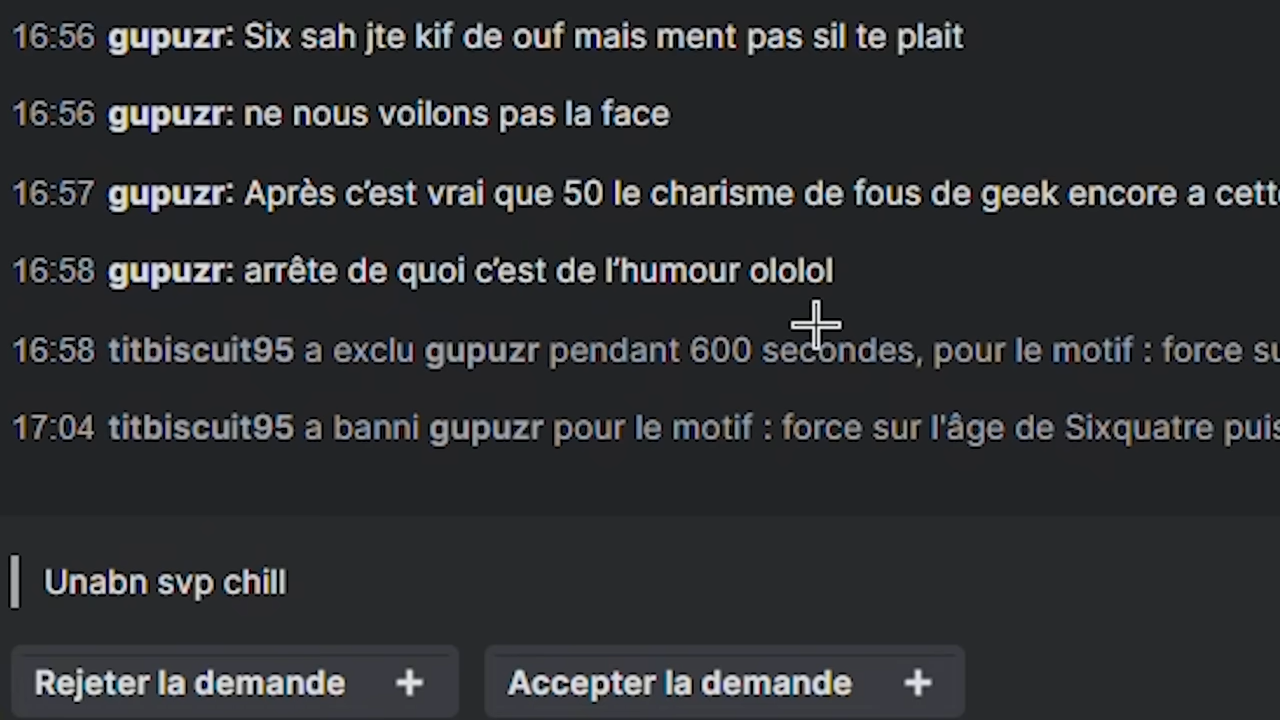 16:56 gupuzr: Six sah jte kif de ouf mais ment pas sil te plait
16:56 gupuzr: ne nous voilons pas la face
16:57 gupuzr: Après c’est vrai que 50 le charisme de fous de geek encore a cett
16:58 gupuzr: arrête de quoi c’est de l’humour ololol
16:58 titbiscuit95 a exclu gupuzr pendant 600 secondes, pour le motif : force su
17:04 titbiscuit95 a banni gupuzr pour le motif : force sur l'âge de Sixquatre puis
Unabn svp chill
Rejeter la demande +
Accepter la demande +